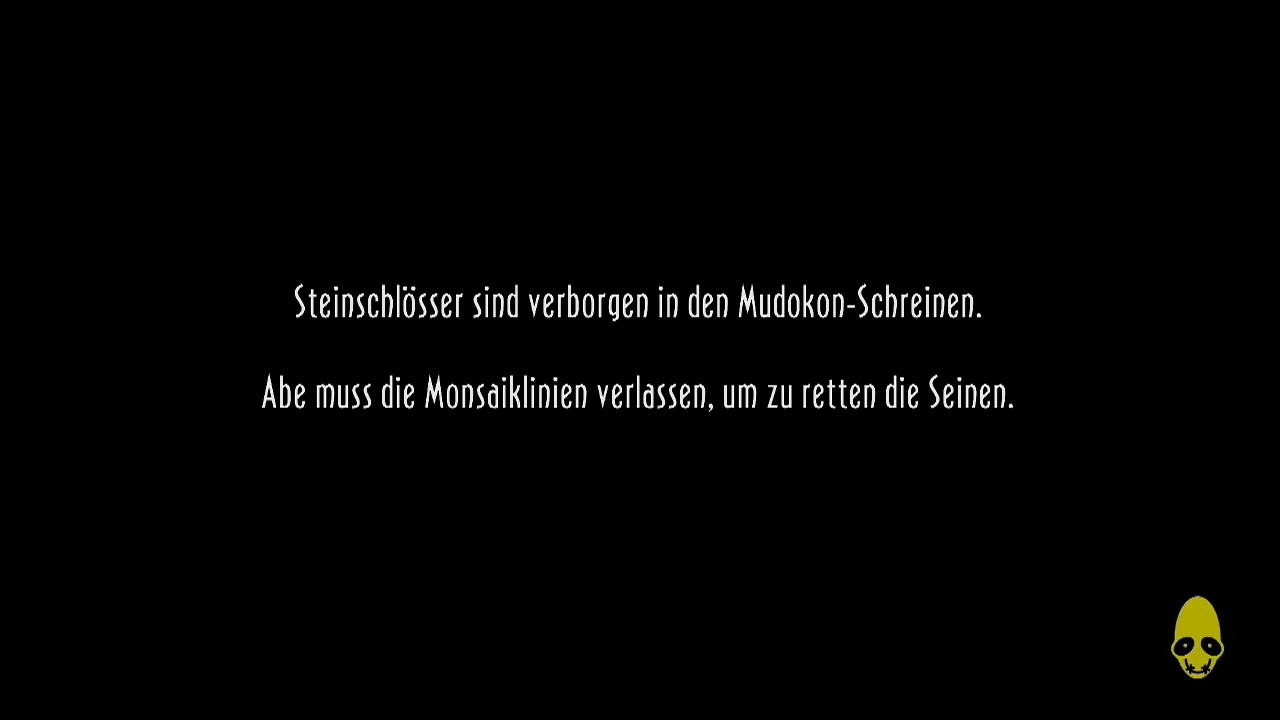 Steinschlösser sind verborgen in den Mudokon-Schreinen.
Abe muss die Monsaiklinien verlassen, um zu retten die Seinen.